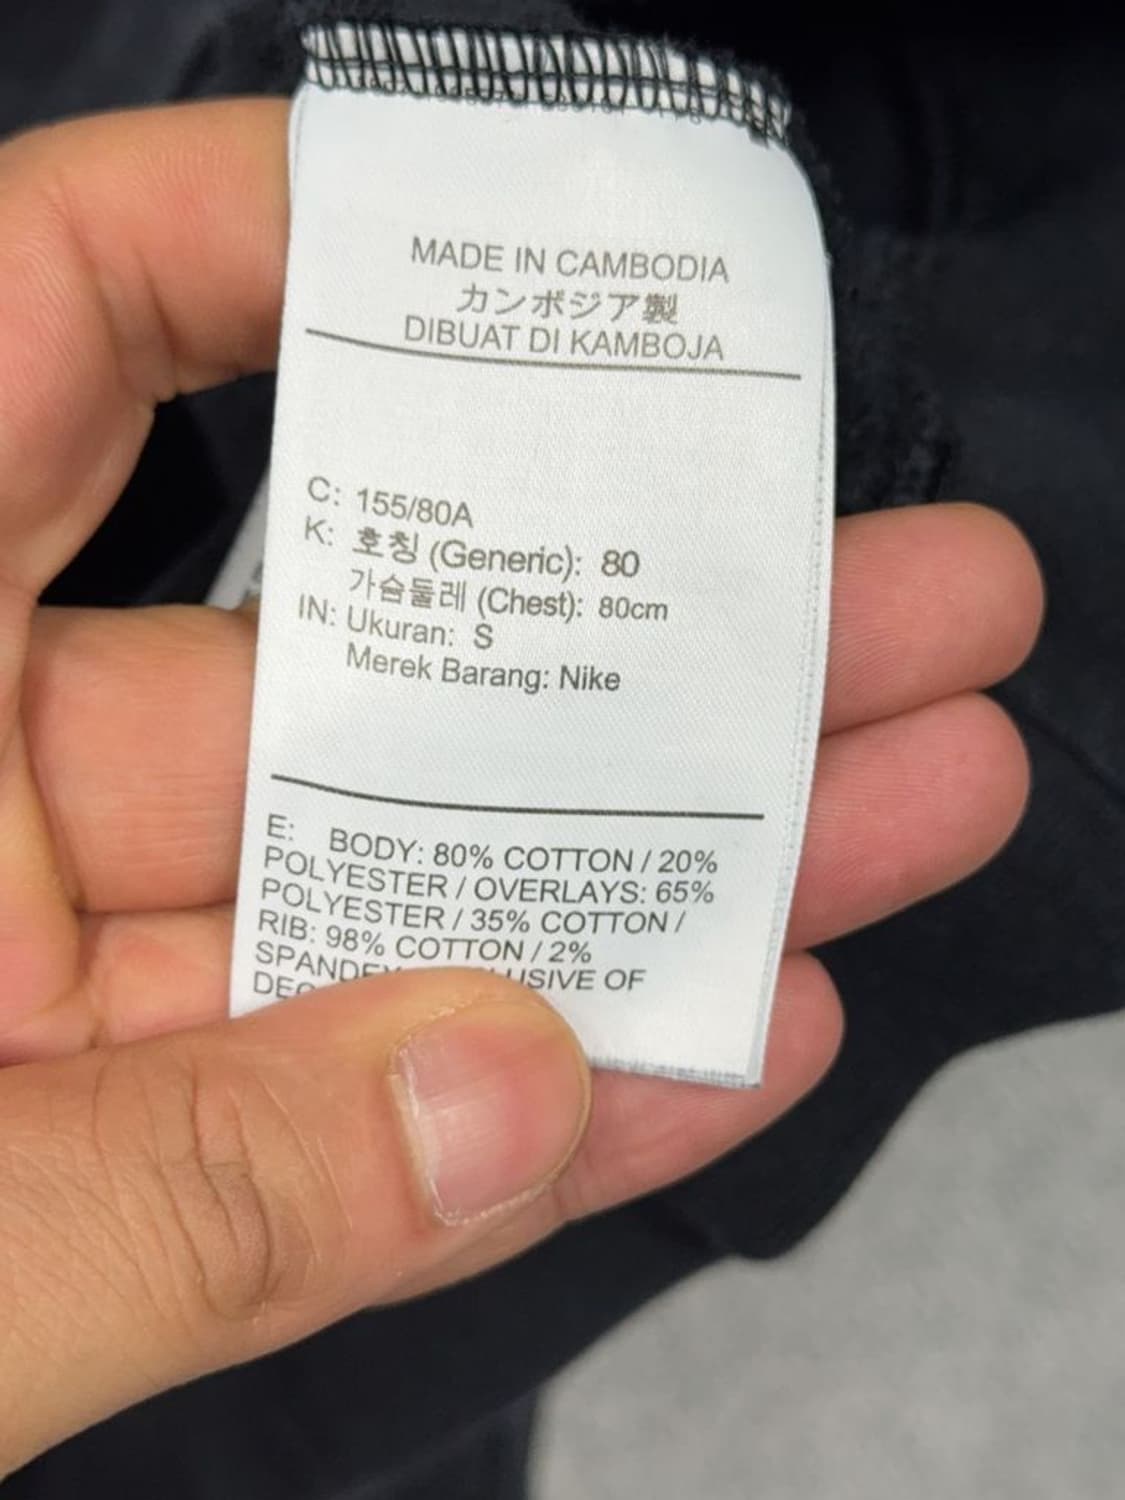 MADE IN CAMBODIA
カンボジア製
DIBUAT DI KAMBOJA
C: 155/80A
K: 호칭 (Generic): 80
가슴둘레 (Chest): 80cm
IN: Ukuran: S
Merek Barang: Nike
E: BODY: 80% COTTON / 20%
POLYESTER / OVERLAYS: 65%
POLYESTER / 35% COTTON /
RIB: 98% COTTON / 2%
OF